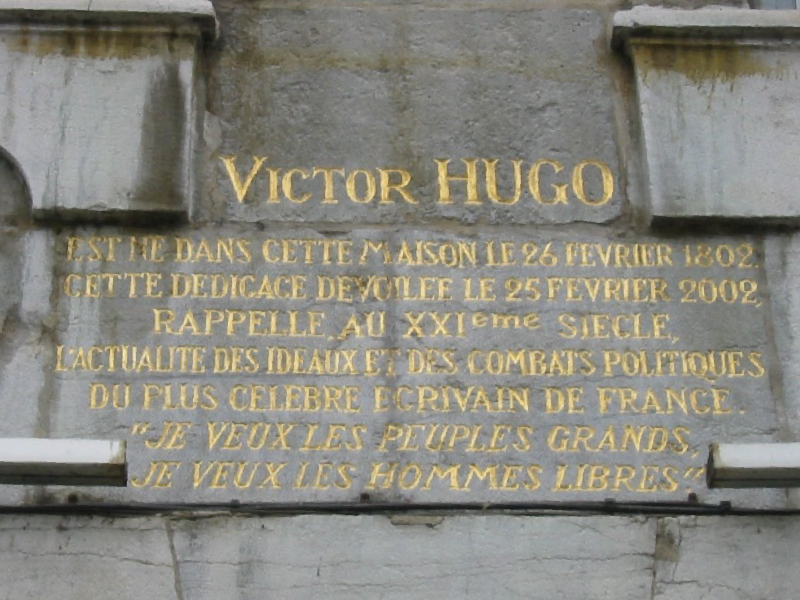 VICTOR HUGO
EST NE DANS CETTE MAISON LE 26 FEVRIER 1802.
CETTE DEDICACE DEVOILEE LE 25 FEVRIER 2002,
RAPPELLE, AU XXIeme SIECLE,
L'ACTUALITE DES IDEAUX ET DES COMBATS POLITIQUES
DU PLUS CELEBRE ECRIVAIN DE FRANCE.
"JE VEUX LES PEUPLES GRANDS,
JE VEUX LES HOMMES LIBRES"